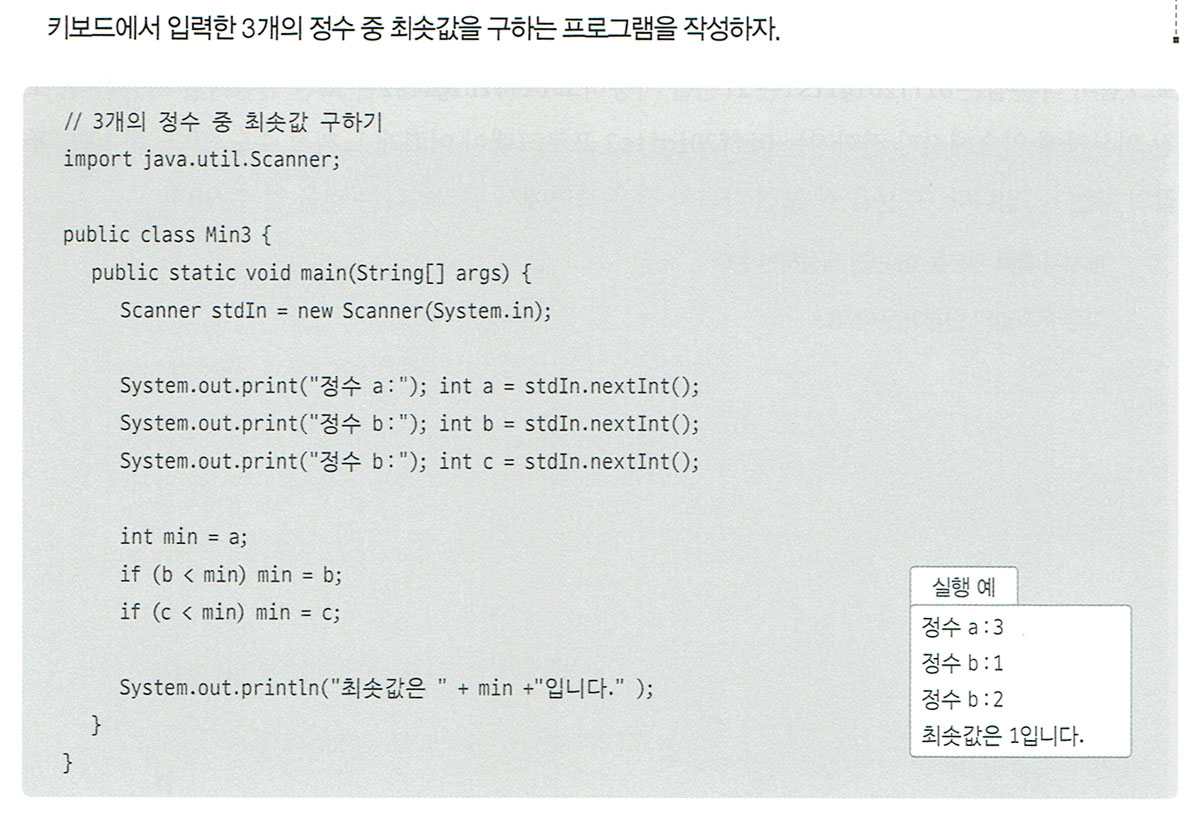 키보드에서 입력한 3개의 정수 중 최솟값을 구하는 프로그램을 작성하자.
// 3개의 정수 중 최솟값 구하기
import java.util.Scanner;
public class Min3 {
public static void main(String[] args) {
Scanner stdIn = new Scanner(System.in);
System.out.print("정수 a:"); int a = stdIn.nextInt();
System.out.print("정수 b:"); int b = stdIn.nextInt();
System.out.print("정수 b:"); int c = stdIn.nextInt();
int min = a;
if (b < min) min = b;
if (c < min) min = c;
System.out.println("최솟값은 " + min +"입니다." );
}
}
실행 예
정수 a:3
정수 b:1
정수 b:2
최솟값은 1입니다.